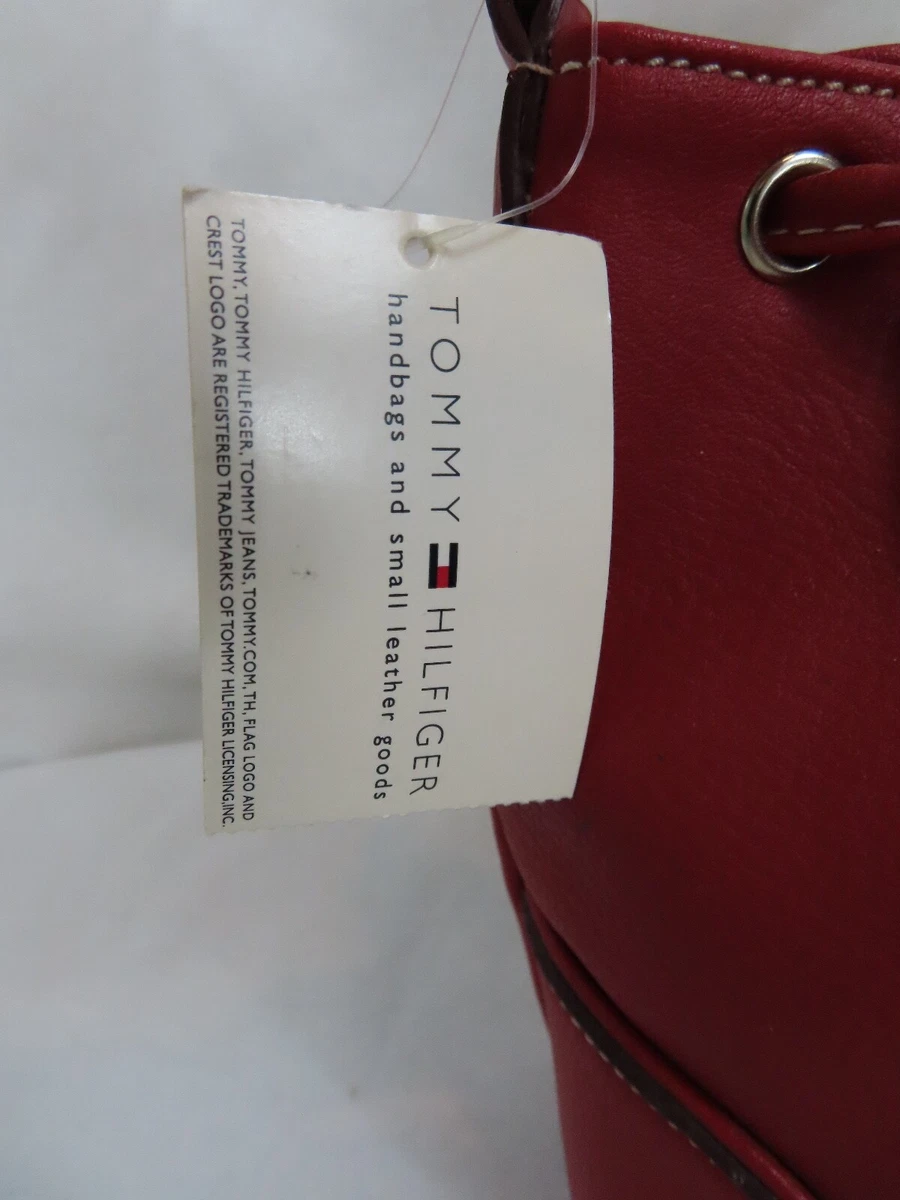 TOMMY HILFIGER
handbags and small leather goods
TOMMY, TOMMY HILFIGER, TOMMY JEANS, TOMMY.COM, TH, FLAG LOGO AND
CREST LOGO ARE REGISTERED TRADEMARKS OF TOMMY HILFIGER LICENSING,INC.